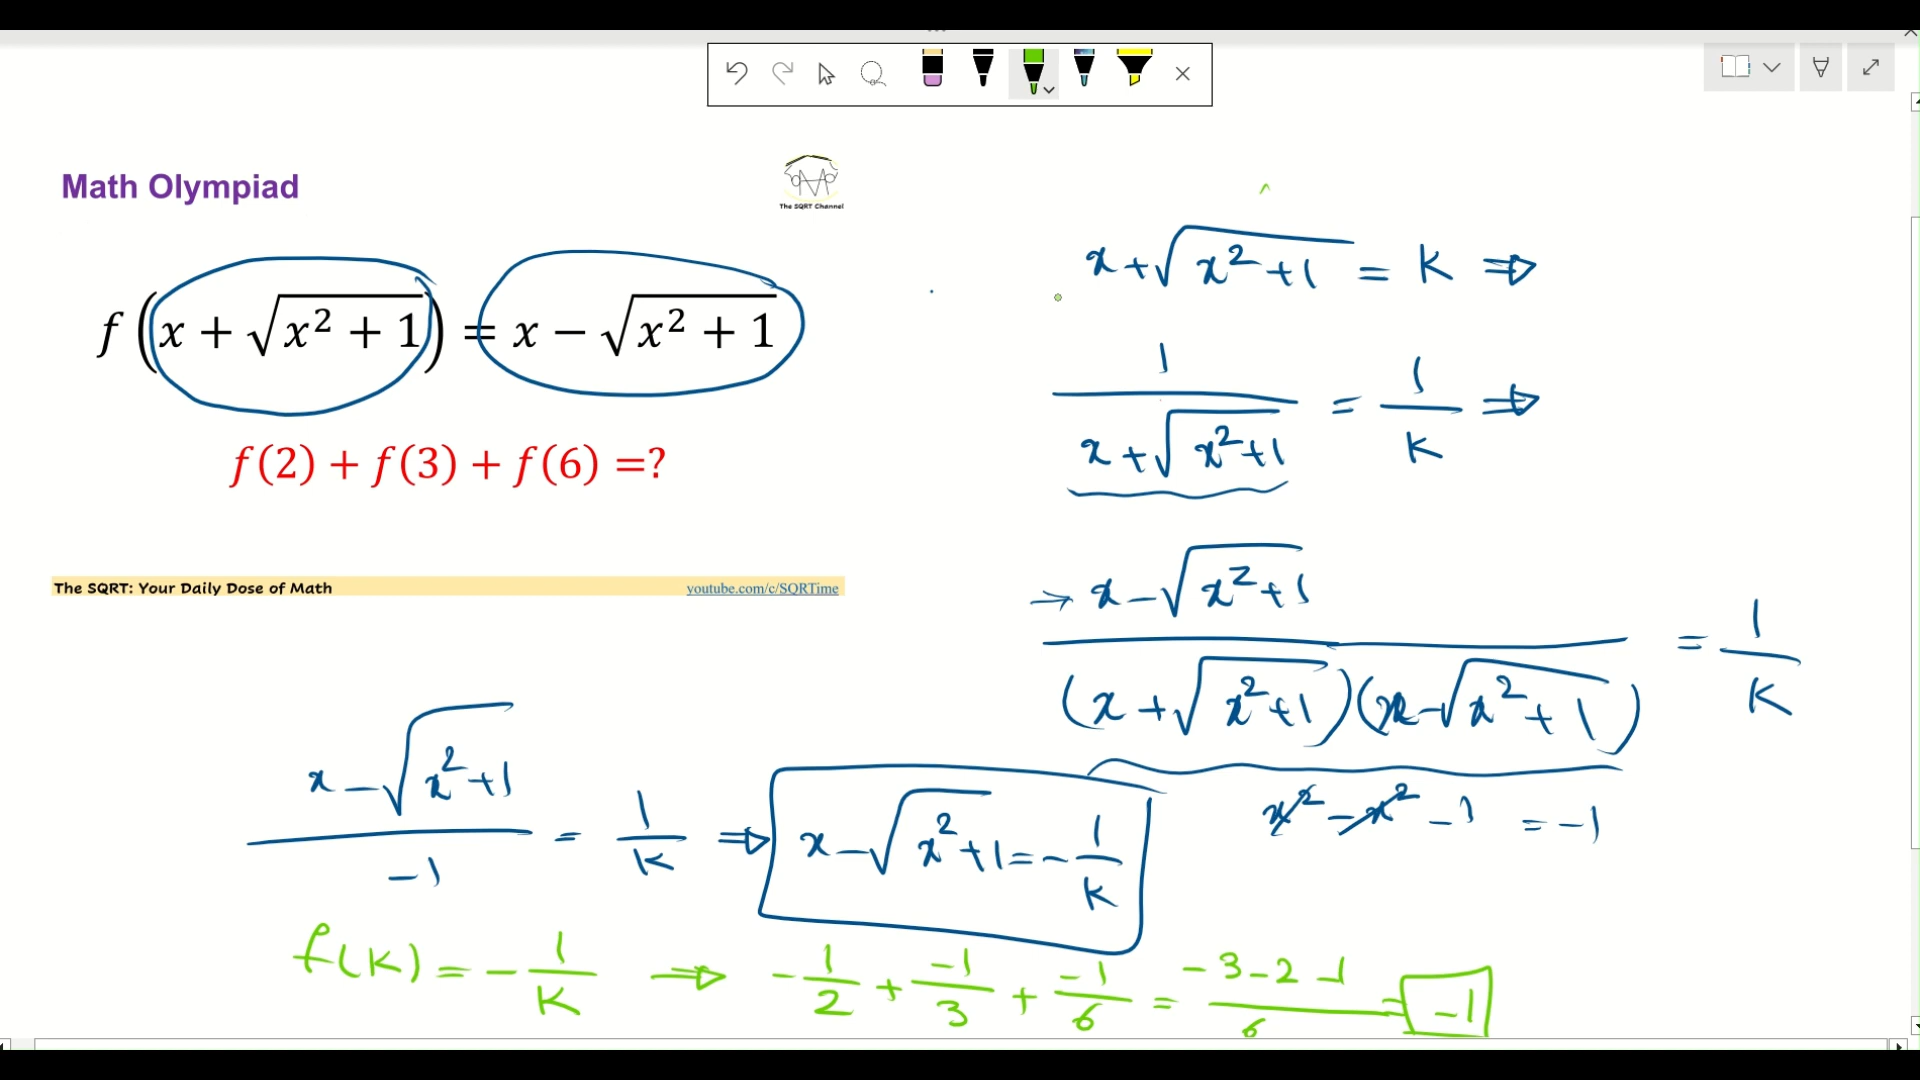 Math Olympiad
The SQRT Channel
f(x + √(x² + 1)) = x − √(x² + 1)
f(2) + f(3) + f(6) =?
The SQRT: Your Daily Dose of Math
youtube.com/c/SQRTime
x + √(x² + 1) = K ⇒
1/(x + √(x² + 1)) = 1/K ⇒
→ (x − √(x² + 1))/((x + √(x² + 1))(x − √(x² + 1))) = 1/K
x² − x² − 1 = −1
(x − √(x² + 1))/−1 = 1/K ⇒ x − √(x² + 1) = −1/K
f(K) = −1/K ⇒ −1/2 + −1/3 + −1/6 = (−3 − 2 − 1)/6 = −1